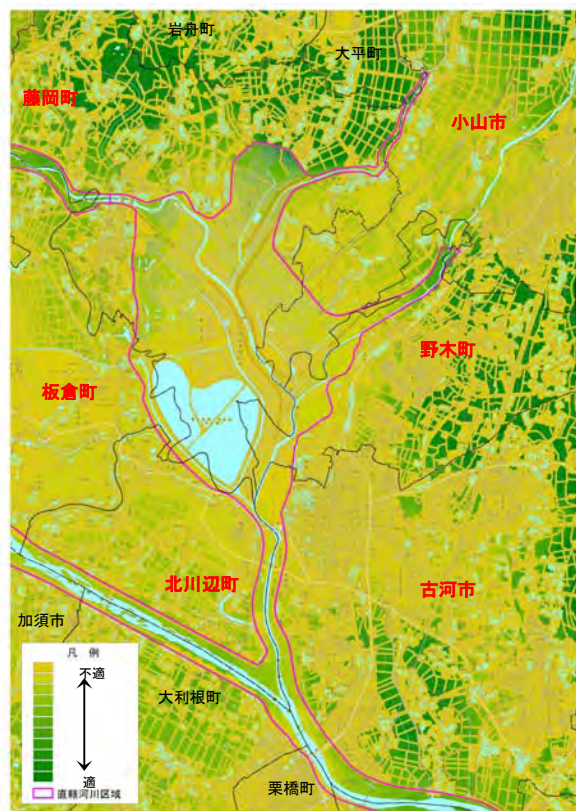 岩舟町
大平町
藤岡町
小山市
野木町
板倉町
北川辺町
古河市
加須市
大利根町
栗橋町
凡 例
不適
適
直轄河川区域